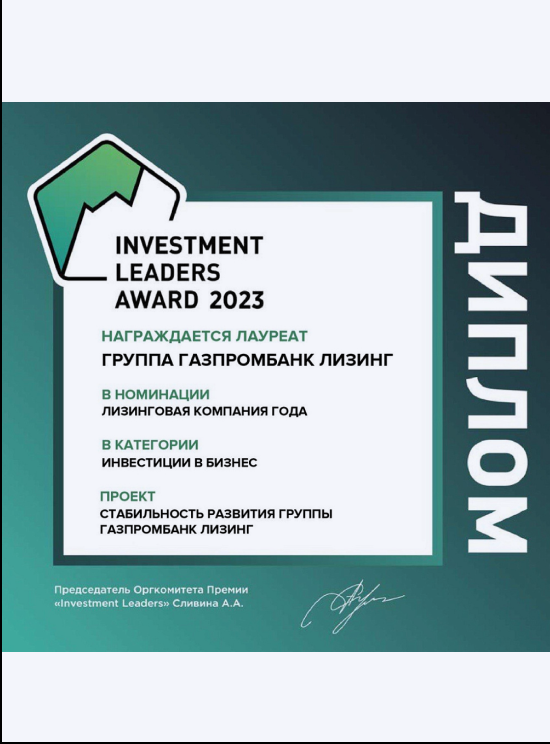 INVESTMENT
LEADERS
AWARD 2023
НАГРАЖДАЕТСЯ ЛАУРЕАТ
ГРУППА ГАЗПРОМБАНК ЛИЗИНГ
В НОМИНАЦИИ
ЛИЗИНГОВАЯ КОМПАНИЯ ГОДА
В КАТЕГОРИИ
ИНВЕСТИЦИИ В БИЗНЕС
ПРОЕКТ
СТАБИЛЬНОСТЬ РАЗВИТИЯ ГРУППЫ
ГАЗПРОМБАНК ЛИЗИНГ
ДИПЛОМ
Председатель Оргкомитета Премии
«Investment Leaders» Сливина А.А.